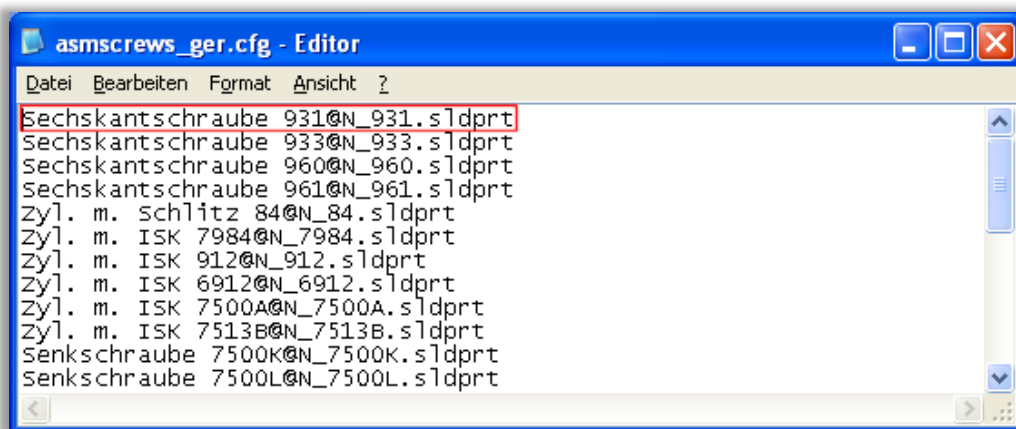 asmscrews_ger.cfg - Editor
Datei Bearbeiten Format Ansicht ?
Sechskantschraube 931@N_931.sldprt
Sechskantschraube 933@N_933.sldprt
Sechskantschraube 960@N_960.sldprt
Sechskantschraube 961@N_961.sldprt
Zyl. m. Schlitz 84@N_84.sldprt
Zyl. m. ISK 7984@N_7984.sldprt
Zyl. m. ISK 912@N_912.sldprt
Zyl. m. ISK 6912@N_6912.sldprt
Zyl. m. ISK 7500A@N_7500A.sldprt
Zyl. m. ISK 7513B@N_7513B.sldprt
Senkschraube 7500K@N_7500K.sldprt
Senkschraube 7500L@N_7500L.sldprt